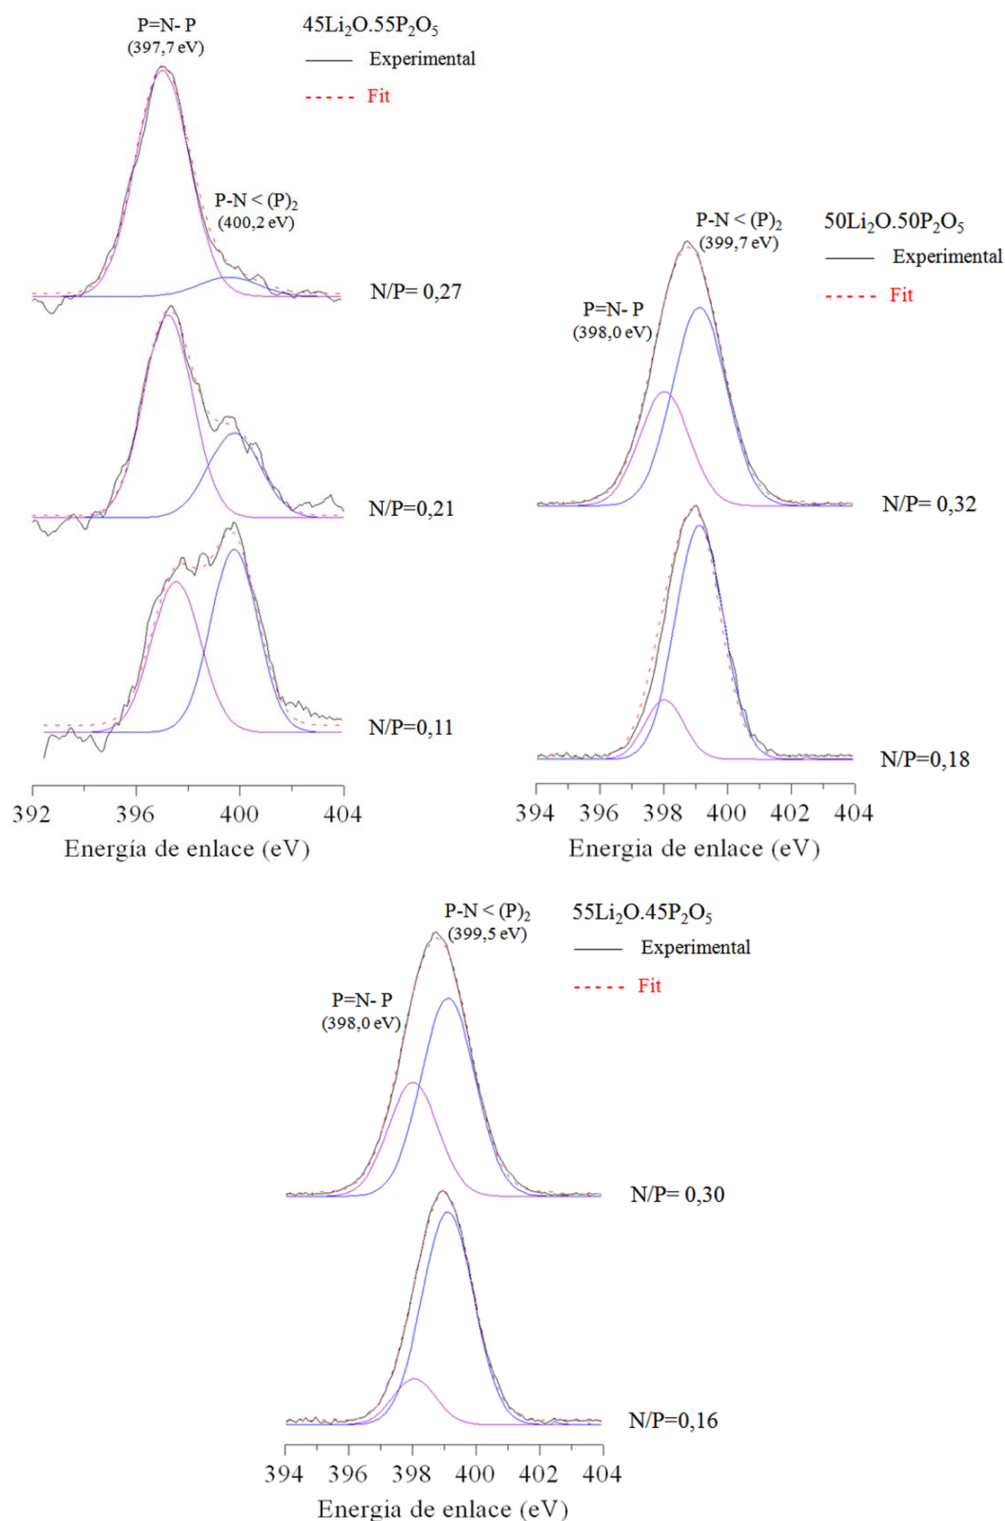 P=N- P
(397,7 eV)
45Li₂O.55P₂O₅
Experimental
Fit
P-N < (P)₂
(400,2 eV)
N/P= 0,27
N/P=0,21
N/P=0,11
392 396 400 404
Energía de enlace (eV)
P-N < (P)₂
(399,7 eV)
50Li₂O.50P₂O₅
Experimental
Fit
P=N- P
(398,0 eV)
N/P= 0,32
N/P=0,18
394 396 398 400 402 404
Energia de enlace (eV)
P-N < (P)₂
(399,5 eV)
55Li₂O.45P₂O₅
Experimental
Fit
P=N- P
(398,0 eV)
N/P= 0,30
N/P=0,16
394 396 398 400 402 404
Energia de enlace (eV)